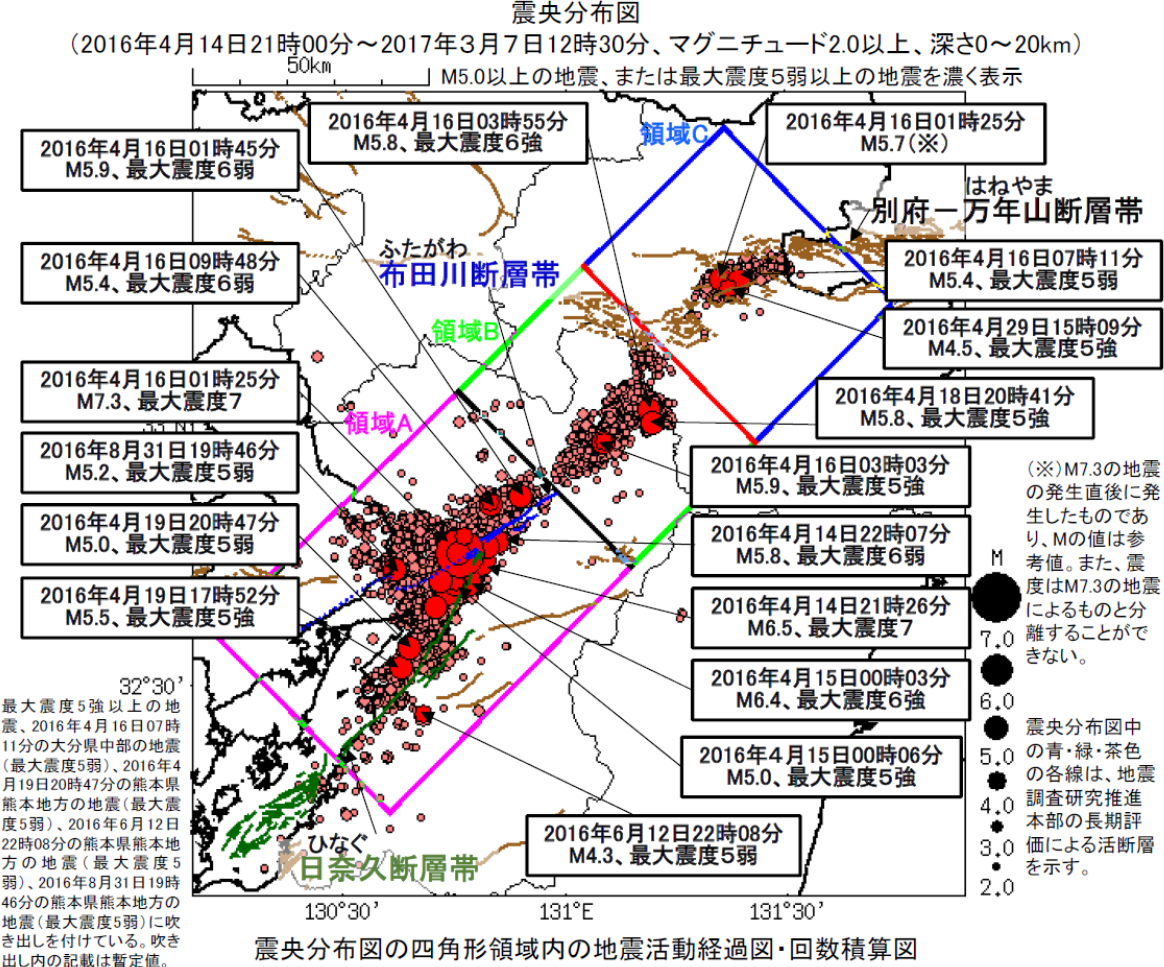 震央分布図
(2016年4月14日21時00分～2017年3月7日12時30分、マグニチュード2.0以上、深さ0～20km)
50km
M5.0以上の地震、または最大震度5弱以上の地震を濃く表示
2016年4月16日03時55分
M5.8、最大震度6強
領域C
2016年4月16日01時25分
M5.7(※)
2016年4月16日01時45分
M5.9、最大震度6弱
はねやま
別府－万年山断層帯
ふたがわ
布田川断層帯
2016年4月16日09時48分
M5.4、最大震度6弱
2016年4月16日07時11分
M5.4、最大震度5弱
領域B
2016年4月29日15時09分
M4.5、最大震度5強
2016年4月16日01時25分
M7.3、最大震度7
2016年4月18日20時41分
M5.8、最大震度5強
領域A
2016年8月31日19時46分
M5.2、最大震度5弱
2016年4月16日03時03分
M5.9、最大震度5強
2016年4月19日20時47分
M5.0、最大震度5弱
2016年4月14日22時07分
M5.8、最大震度6弱
2016年4月19日17時52分
M5.5、最大震度5強
2016年4月14日21時26分
M6.5、最大震度7
2016年4月15日00時03分
M6.4、最大震度6強
2016年4月15日00時06分
M5.0、最大震度5強
2016年6月12日22時08分
M4.3、最大震度5弱
ひなぐ
日奈久断層帯
(※)M7.3の地震
の発生直後に発
生したものであ
り、Mの値は参
考値。また、震
度はM7.3の地震
によるものと分
離することがで
きない。
M
7.0
6.0
5.0
4.0
3.0
2.0
震央分布図中
の青・緑・茶色
の各線は、地震
調査研究推進
本部の長期評
価による活断層
を示す。
32°30'
最大震度5強以上の地
震、2016年4月16日07時
11分の大分県中部の地震
(最大震度5弱)、2016年4
月19日20時47分の熊本県
熊本地方の地震(最大震
度5弱)、2016年6月12日
22時08分の熊本県熊本地
方の地震(最大震度5
弱)、2016年8月31日19時
46分の熊本県熊本地方の
地震(最大震度5弱)に吹
き出しを付けている。吹き
出し内の記載は暫定値。
130°30'
131°E
131°30'
震央分布図の四角形領域内の地震活動経過図・回数積算図